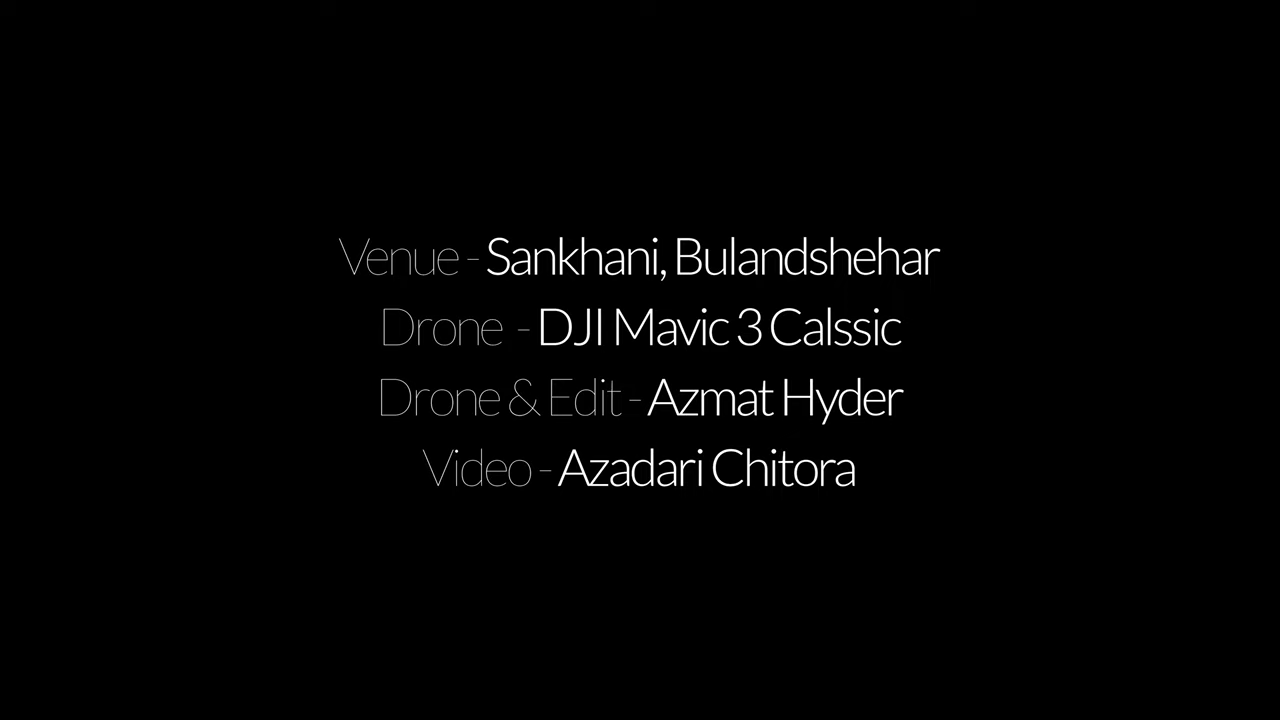 Venue - Sankhani, Bulandshehar
Drone - DJI Mavic 3 Calssic
Drone & Edit - Azmat Hyder
Video - Azadari Chitora